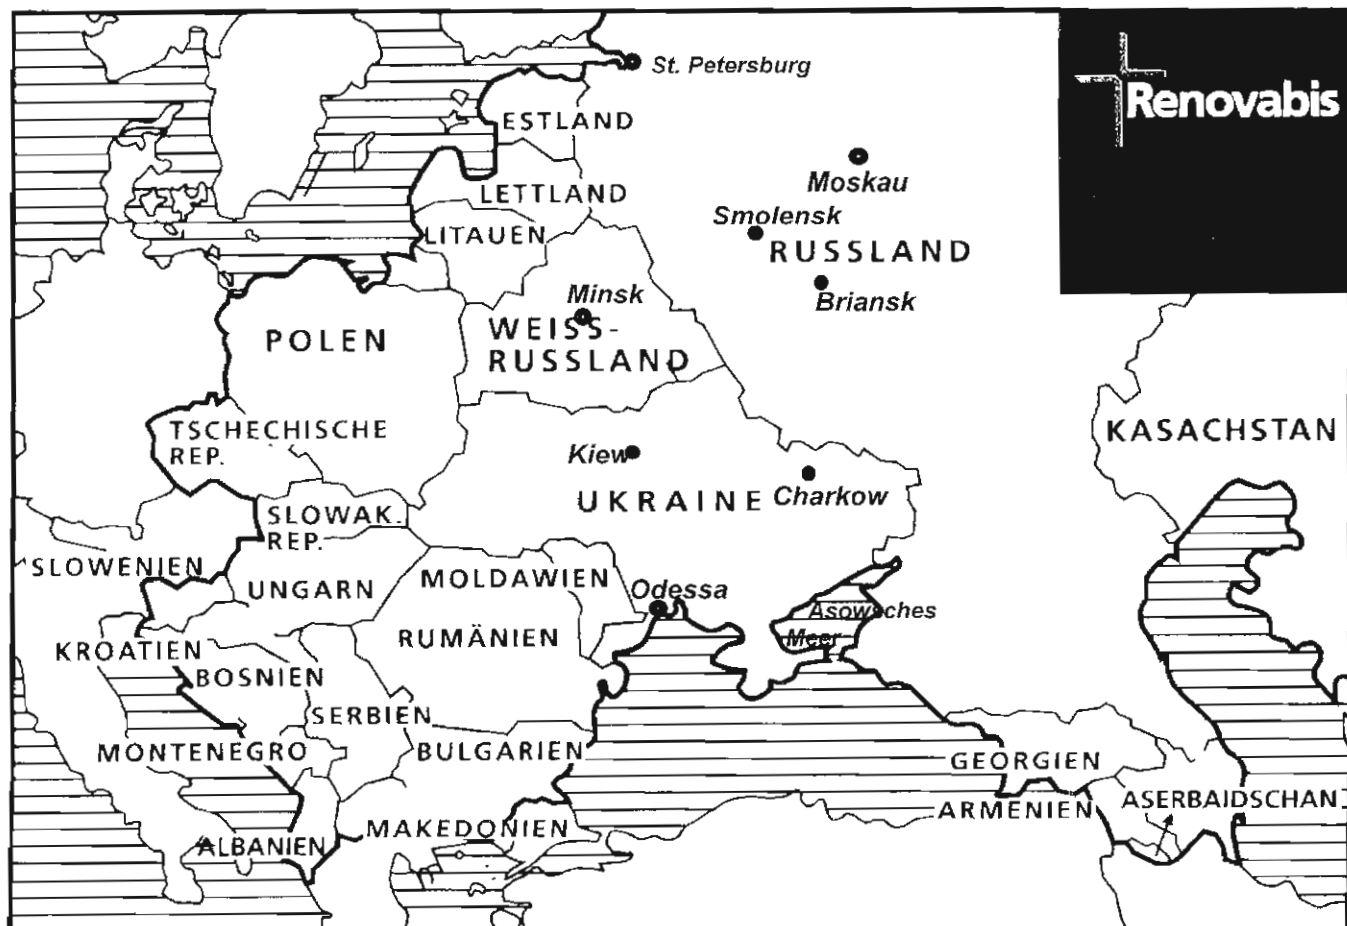 St. Petersburg
Renovabis
ESTLAND
Moskau
LETTLAND
Smolensk
LITAUEN
RUSSLAND
Minsk
Briansk
WEISS-
RUSSLAND
POLEN
TSCHECHISCHE
REP.
KASACHSTAN
Kiew
UKRAINE
Charkow
SLOWAK.
REP.
SLOWENIEN
UNGARN
MOLDAWIEN
Odessa
Asowsches
Meer
RUMÄNIEN
KROATIEN
BOSNIEN
SERBIEN
MONTENEGRO
BULGARIEN
GEORGIEN
ARMENIEN
ASERBAIDSCHAN
MAKEDONIEN
ALBANIEN